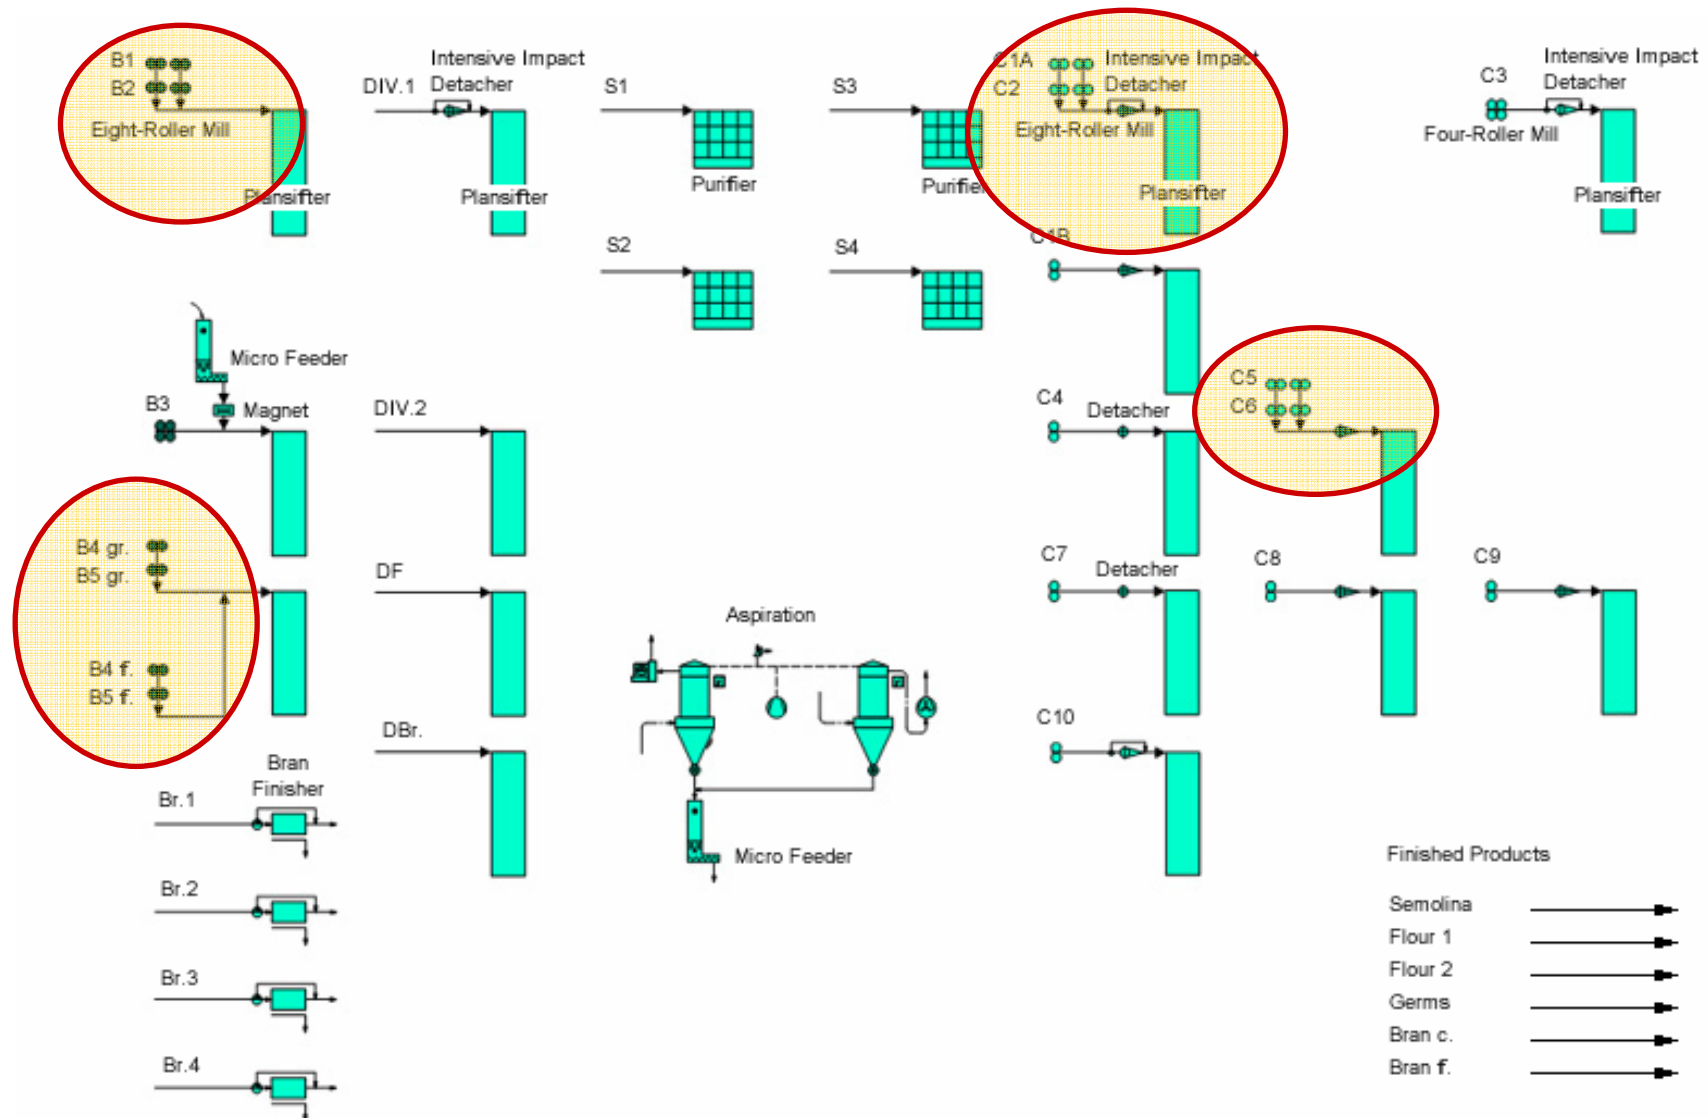 B1
B2
Eight-Roller Mill
Plansifter
DIV.1
Intensive Impact
Detacher
Plansifter
S1
Purifier
S3
Purifier
C1A
C2
Intensive Impact
Detacher
Eight-Roller Mill
Plansifter
C3
Intensive Impact
Detacher
Four-Roller Mill
Plansifter
S2
S4
C1B
Micro Feeder
B3
Magnet
DIV.2
C4
Detacher
C5
C6
B4 gr.
B5 gr.
B4 f.
B5 f.
DF
Aspiration
C7
Detacher
C8
C9
DBr.
C10
Bran
Finisher
Br.1
Br.2
Br.3
Br.4
Micro Feeder
Finished Products
Semolina
Flour 1
Flour 2
Germs
Bran c.
Bran f.